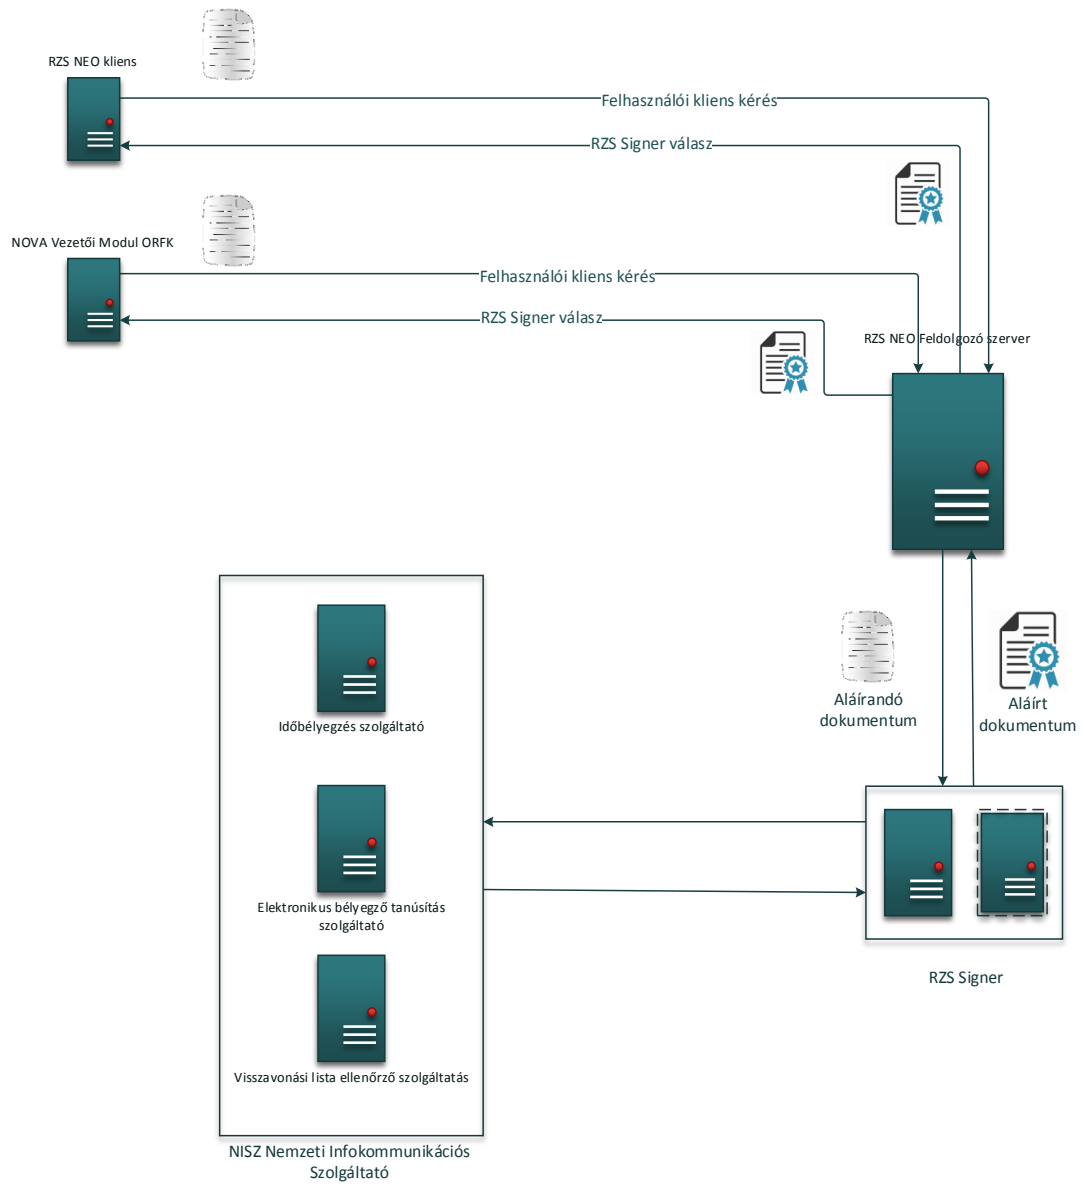 RZS NEO kliens
Felhasználói kliens kérés
RZS Signer válasz
NOVA Vezetői Modul ORFK
Felhasználói kliens kérés
RZS Signer válasz
RZS NEO Feldolgozó szerver
Aláírandó
dokumentum
Aláírt
dokumentum
Időbélyegzés szolgáltató
Elektronikus bélyegző tanúsítás
szolgáltató
RZS Signer
Visszavonási lista ellenőrző szolgáltatás
NISZ Nemzeti Infokommunikációs
Szolgáltató